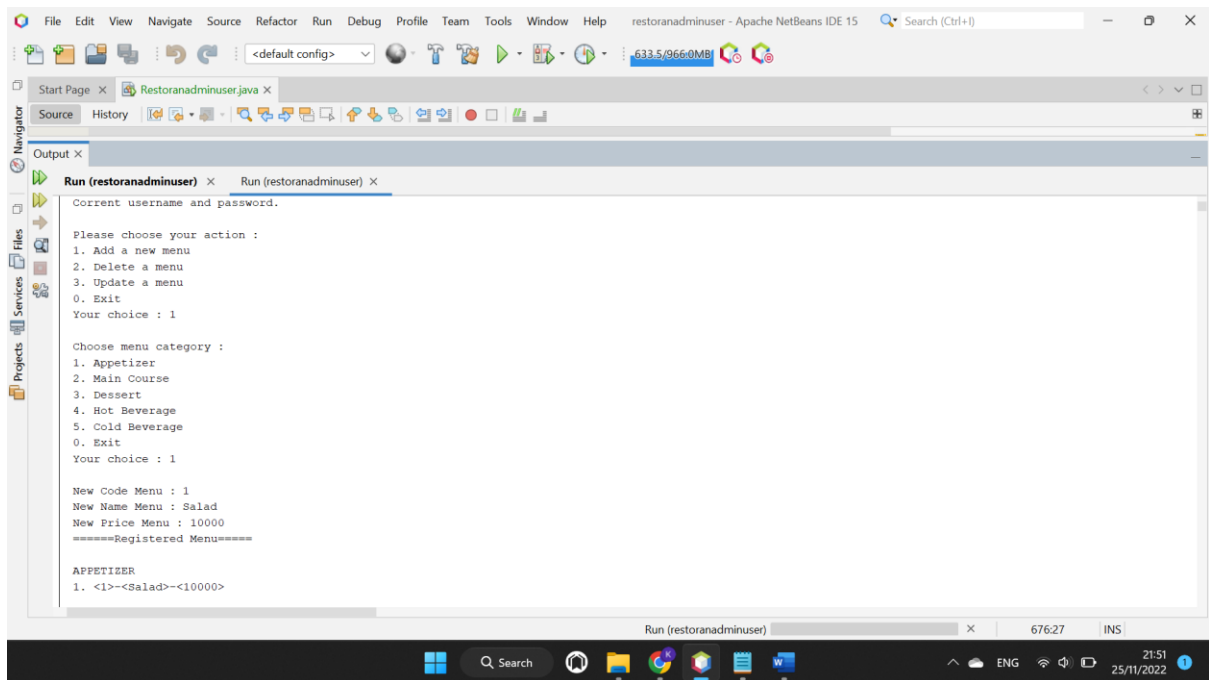 File Edit View Navigate Source Refactor Run Debug Profile Team Tools Window Help restoranadminuser - Apache NetBeans IDE 15 Search (Ctrl+I)
<default config> 633.5/966.0MB
Start Page Restoranadminuser.java
Source History
Navigator
Output
Run (restoranadminuser) Run (restoranadminuser)
Files
Services
Projects
Corrent username and password.
Please choose your action :
1. Add a new menu
2. Delete a menu
3. Update a menu
0. Exit
Your choice : 1
Choose menu category :
1. Appetizer
2. Main Course
3. Dessert
4. Hot Beverage
5. Cold Beverage
0. Exit
Your choice : 1
New Code Menu : 1
New Name Menu : Salad
New Price Menu : 10000
======Registered Menu=====
APPETIZER
1. <1>-<Salad>-<10000>
Run (restoranadminuser) 676:27 INS
Search K W ENG 21:51 1
25/11/2022